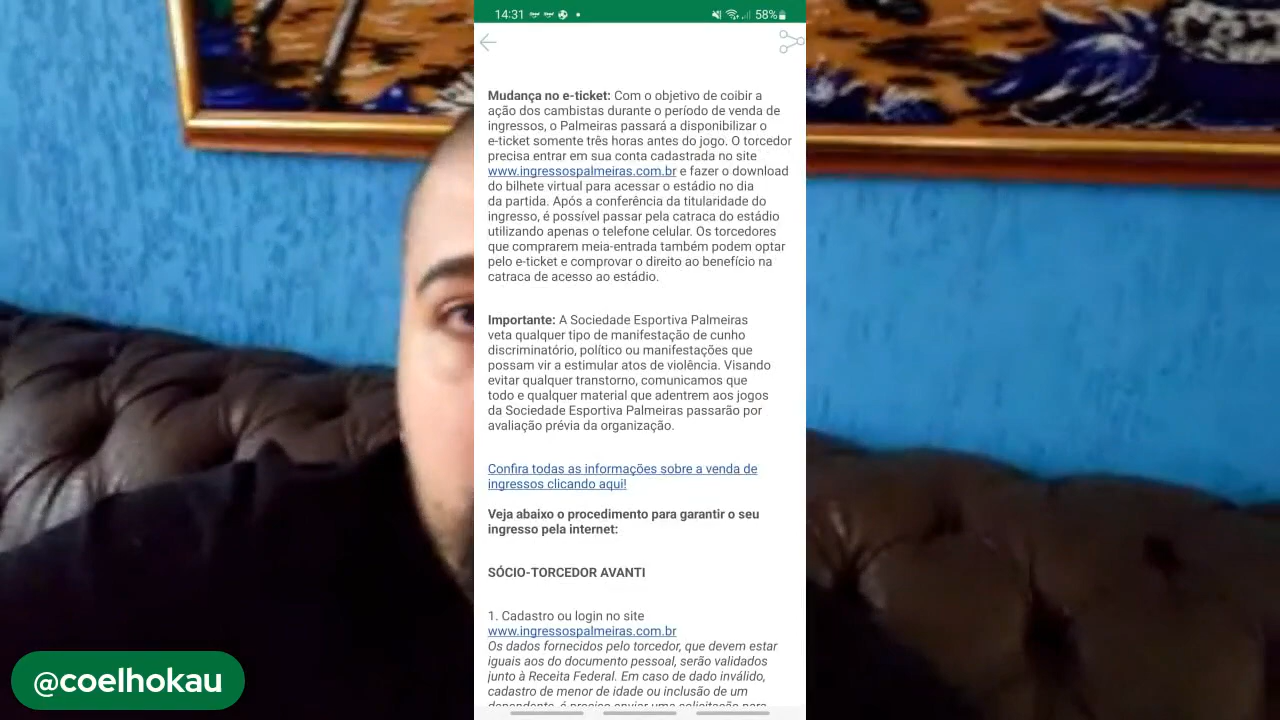 14:31
58%
Mudança no e-ticket: Com o objetivo de coibir a
ação dos cambistas durante o período de venda de
ingressos, o Palmeiras passará a disponibilizar o
e-ticket somente três horas antes do jogo. O torcedor
precisa entrar em sua conta cadastrada no site
www.ingressospalmeiras.com.br e fazer o download
do bilhete virtual para acessar o estádio no dia
da partida. Após a conferência da titularidade do
ingresso, é possível passar pela catraca do estádio
utilizando apenas o telefone celular. Os torcedores
que comprarem meia-entrada também podem optar
pelo e-ticket e comprovar o direito ao benefício na
catraca de acesso ao estádio.
Importante: A Sociedade Esportiva Palmeiras
veta qualquer tipo de manifestação de cunho
discriminatório, político ou manifestações que
possam vir a estimular atos de violência. Visando
evitar qualquer transtorno, comunicamos que
todo e qualquer material que adentrem aos jogos
da Sociedade Esportiva Palmeiras passarão por
avaliação prévia da organização.
Confira todas as informações sobre a venda de
ingressos clicando aqui!
Veja abaixo o procedimento para garantir o seu
ingresso pela internet:
SÓCIO-TORCEDOR AVANTI
1. Cadastro ou login no site
www.ingressospalmeiras.com.br
Os dados fornecidos pelo torcedor, que devem estar
iguais aos do documento pessoal, serão validados
junto à Receita Federal. Em caso de dado inválido,
cadastro de menor de idade ou inclusão de um
@coelhokau